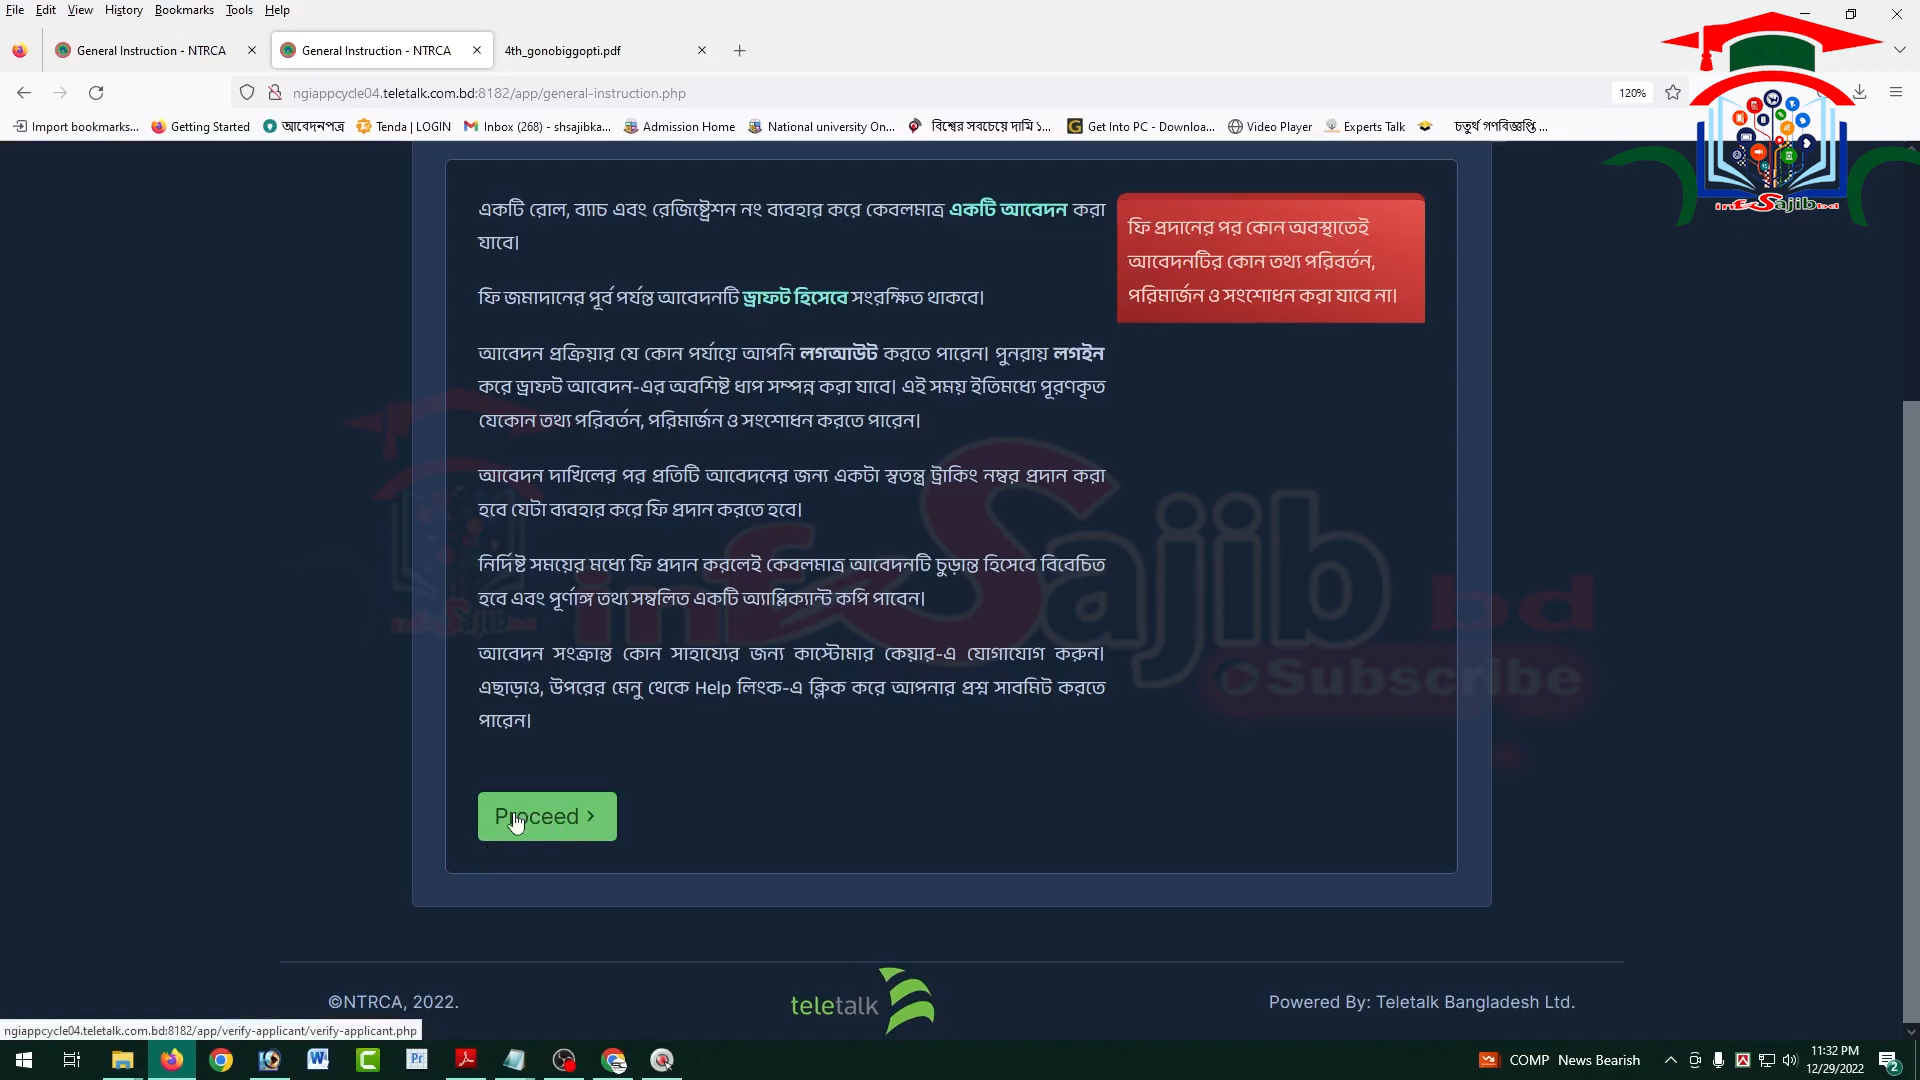 File Edit View History Bookmarks Tools Help
General Instruction - NTRCA
General Instruction - NTRCA
4th_gonobiggopti.pdf
ngiappcycle04.teletalk.com.bd:8182/app/general-instruction.php
120%
Import bookmarks... Getting Started আবেদনপত্র Tenda | LOGIN Inbox (268) - shsajibka... Admission Home National university On... বিশ্বের সবচেয়ে দামি ১... Get Into PC - Downloa... Video Player Experts Talk চতুর্থ গণবিজ্ঞপ্তি ...
infoSajibbd
একটি রোল, ব্যাচ এবং রেজিষ্ট্রেশন নং ব্যবহার করে কেবলমাত্র একটি আবেদন করা
যাবে।
ফি জমাদানের পূর্ব পর্যন্ত আবেদনটি ড্রাফট হিসেবে সংরক্ষিত থাকবে।
আবেদন প্রক্রিয়ার যে কোন পর্যায়ে আপনি লগআউট করতে পারেন। পুনরায় লগইন
করে ড্রাফট আবেদন-এর অবশিষ্ট ধাপ সম্পন্ন করা যাবে। এই সময় ইতিমধ্যে পূরণকৃত
যেকোন তথ্য পরিবর্তন, পরিমার্জন ও সংশোধন করতে পারেন।
আবেদন দাখিলের পর প্রতিটি আবেদনের জন্য একটা স্বতন্ত্র ট্রাকিং নম্বর প্রদান করা
হবে যেটা ব্যবহার করে ফি প্রদান করতে হবে।
নির্দিষ্ট সময়ের মধ্যে ফি প্রদান করলেই কেবলমাত্র আবেদনটি চুড়ান্ত হিসেবে বিবেচিত
হবে এবং পূর্ণাঙ্গ তথ্য সম্বলিত একটি অ্যাপ্লিক্যান্ট কপি পাবেন।
আবেদন সংক্রান্ত কোন সাহায্যের জন্য কাস্টোমার কেয়ার-এ যোগাযোগ করুন।
এছাড়াও, উপরের মেনু থেকে Help লিংক-এ ক্লিক করে আপনার প্রশ্ন সাবমিট করতে
পারেন।
ফি প্রদানের পর কোন অবস্থাতেই
আবেদনটির কোন তথ্য পরিবর্তন,
পরিমার্জন ও সংশোধন করা যাবে না।
infoSajib bd
Subscribe
Proceed
©NTRCA, 2022.
teletalk
Powered By: Teletalk Bangladesh Ltd.
ngiappcycle04.teletalk.com.bd:8182/app/verify-applicant/verify-applicant.php
COMP News Bearish
11:32 PM
12/29/2022
2